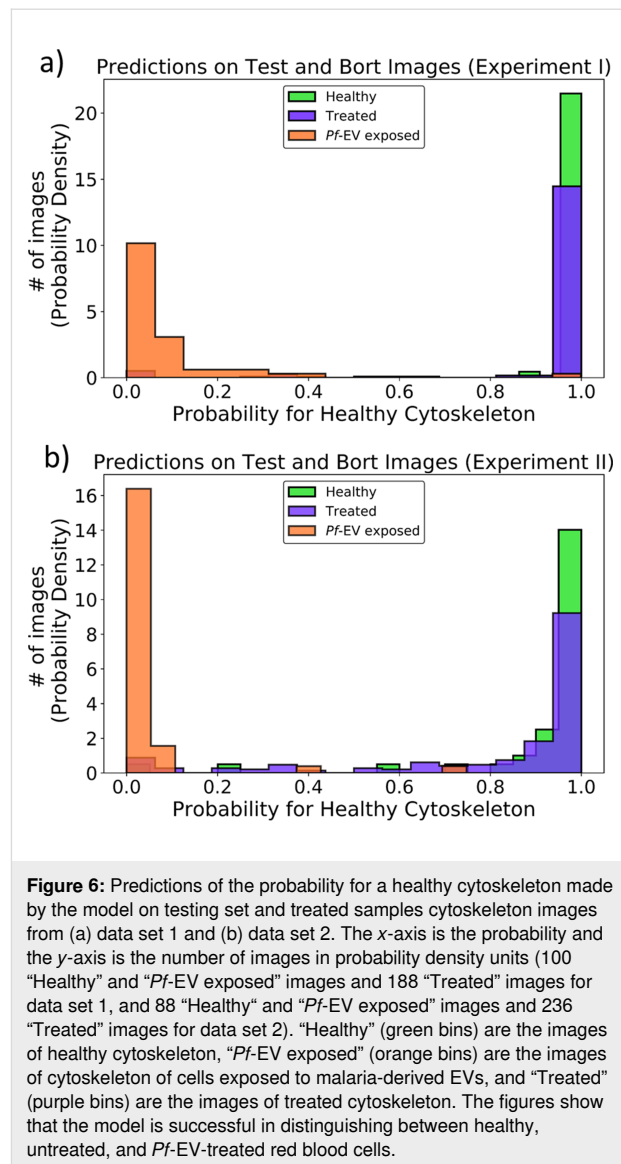 a)
Predictions on Test and Bort Images (Experiment I)
Healthy
Treated
Pf-EV exposed
# of images
(Probability Density)
20
15
10
5
0
0.0 0.2 0.4 0.6 0.8 1.0
Probability for Healthy Cytoskeleton
b)
Predictions on Test and Bort Images (Experiment II)
Healthy
Treated
Pf-EV exposed
# of images
(Probability Density)
16
14
12
10
8
6
4
2
0
0.0 0.2 0.4 0.6 0.8 1.0
Probability for Healthy Cytoskeleton
Figure 6: Predictions of the probability for a healthy cytoskeleton made
by the model on testing set and treated samples cytoskeleton images
from (a) data set 1 and (b) data set 2. The x-axis is the probability and
the y-axis is the number of images in probability density units (100
“Healthy” and “Pf-EV exposed” images and 188 “Treated” images for
data set 1, and 88 “Healthy“ and “Pf-EV exposed” images and 236
“Treated” images for data set 2). “Healthy” (green bins) are the images
of healthy cytoskeleton, “Pf-EV exposed” (orange bins) are the images
of cytoskeleton of cells exposed to malaria-derived EVs, and “Treated”
(purple bins) are the images of treated cytoskeleton. The figures show
that the model is successful in distinguishing between healthy,
untreated, and Pf-EV-treated red blood cells.